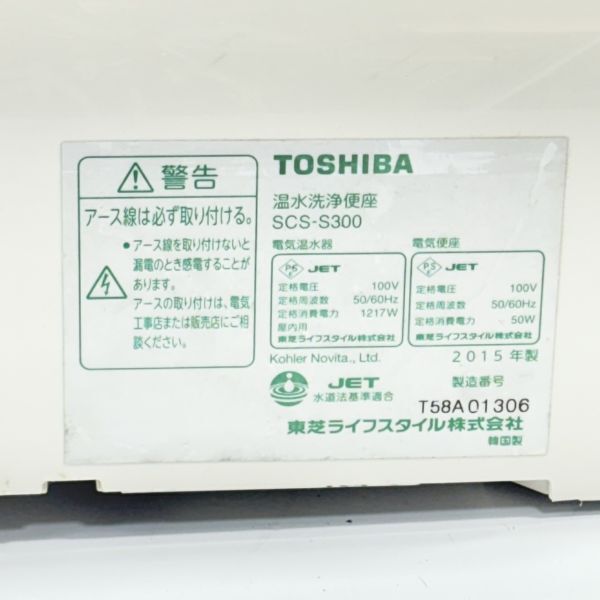 警告
アース線は必ず取り付ける。
●アース線を取り付けないと
漏電のとき感電することが
あります。
アースの取り付けは、電気
工事店または販売店にご相
談ください。
TOSHIBA
温水洗浄便座
SCS-S300
電気温水器
PSE JET
定格電圧 100V
定格周波数 50/60Hz
定格消費電力 1217W
屋内用
東芝ライフスタイル株式会社
電気便座
PSE JET
定格電圧 100V
定格周波数 50/60Hz
定格消費電力 50W
東芝ライフスタイル株式会社
Kohler Novita., Ltd.
2015年製
JET
水道法基準適合
製造番号
T58A01306
東芝ライフスタイル株式会社
韓国製